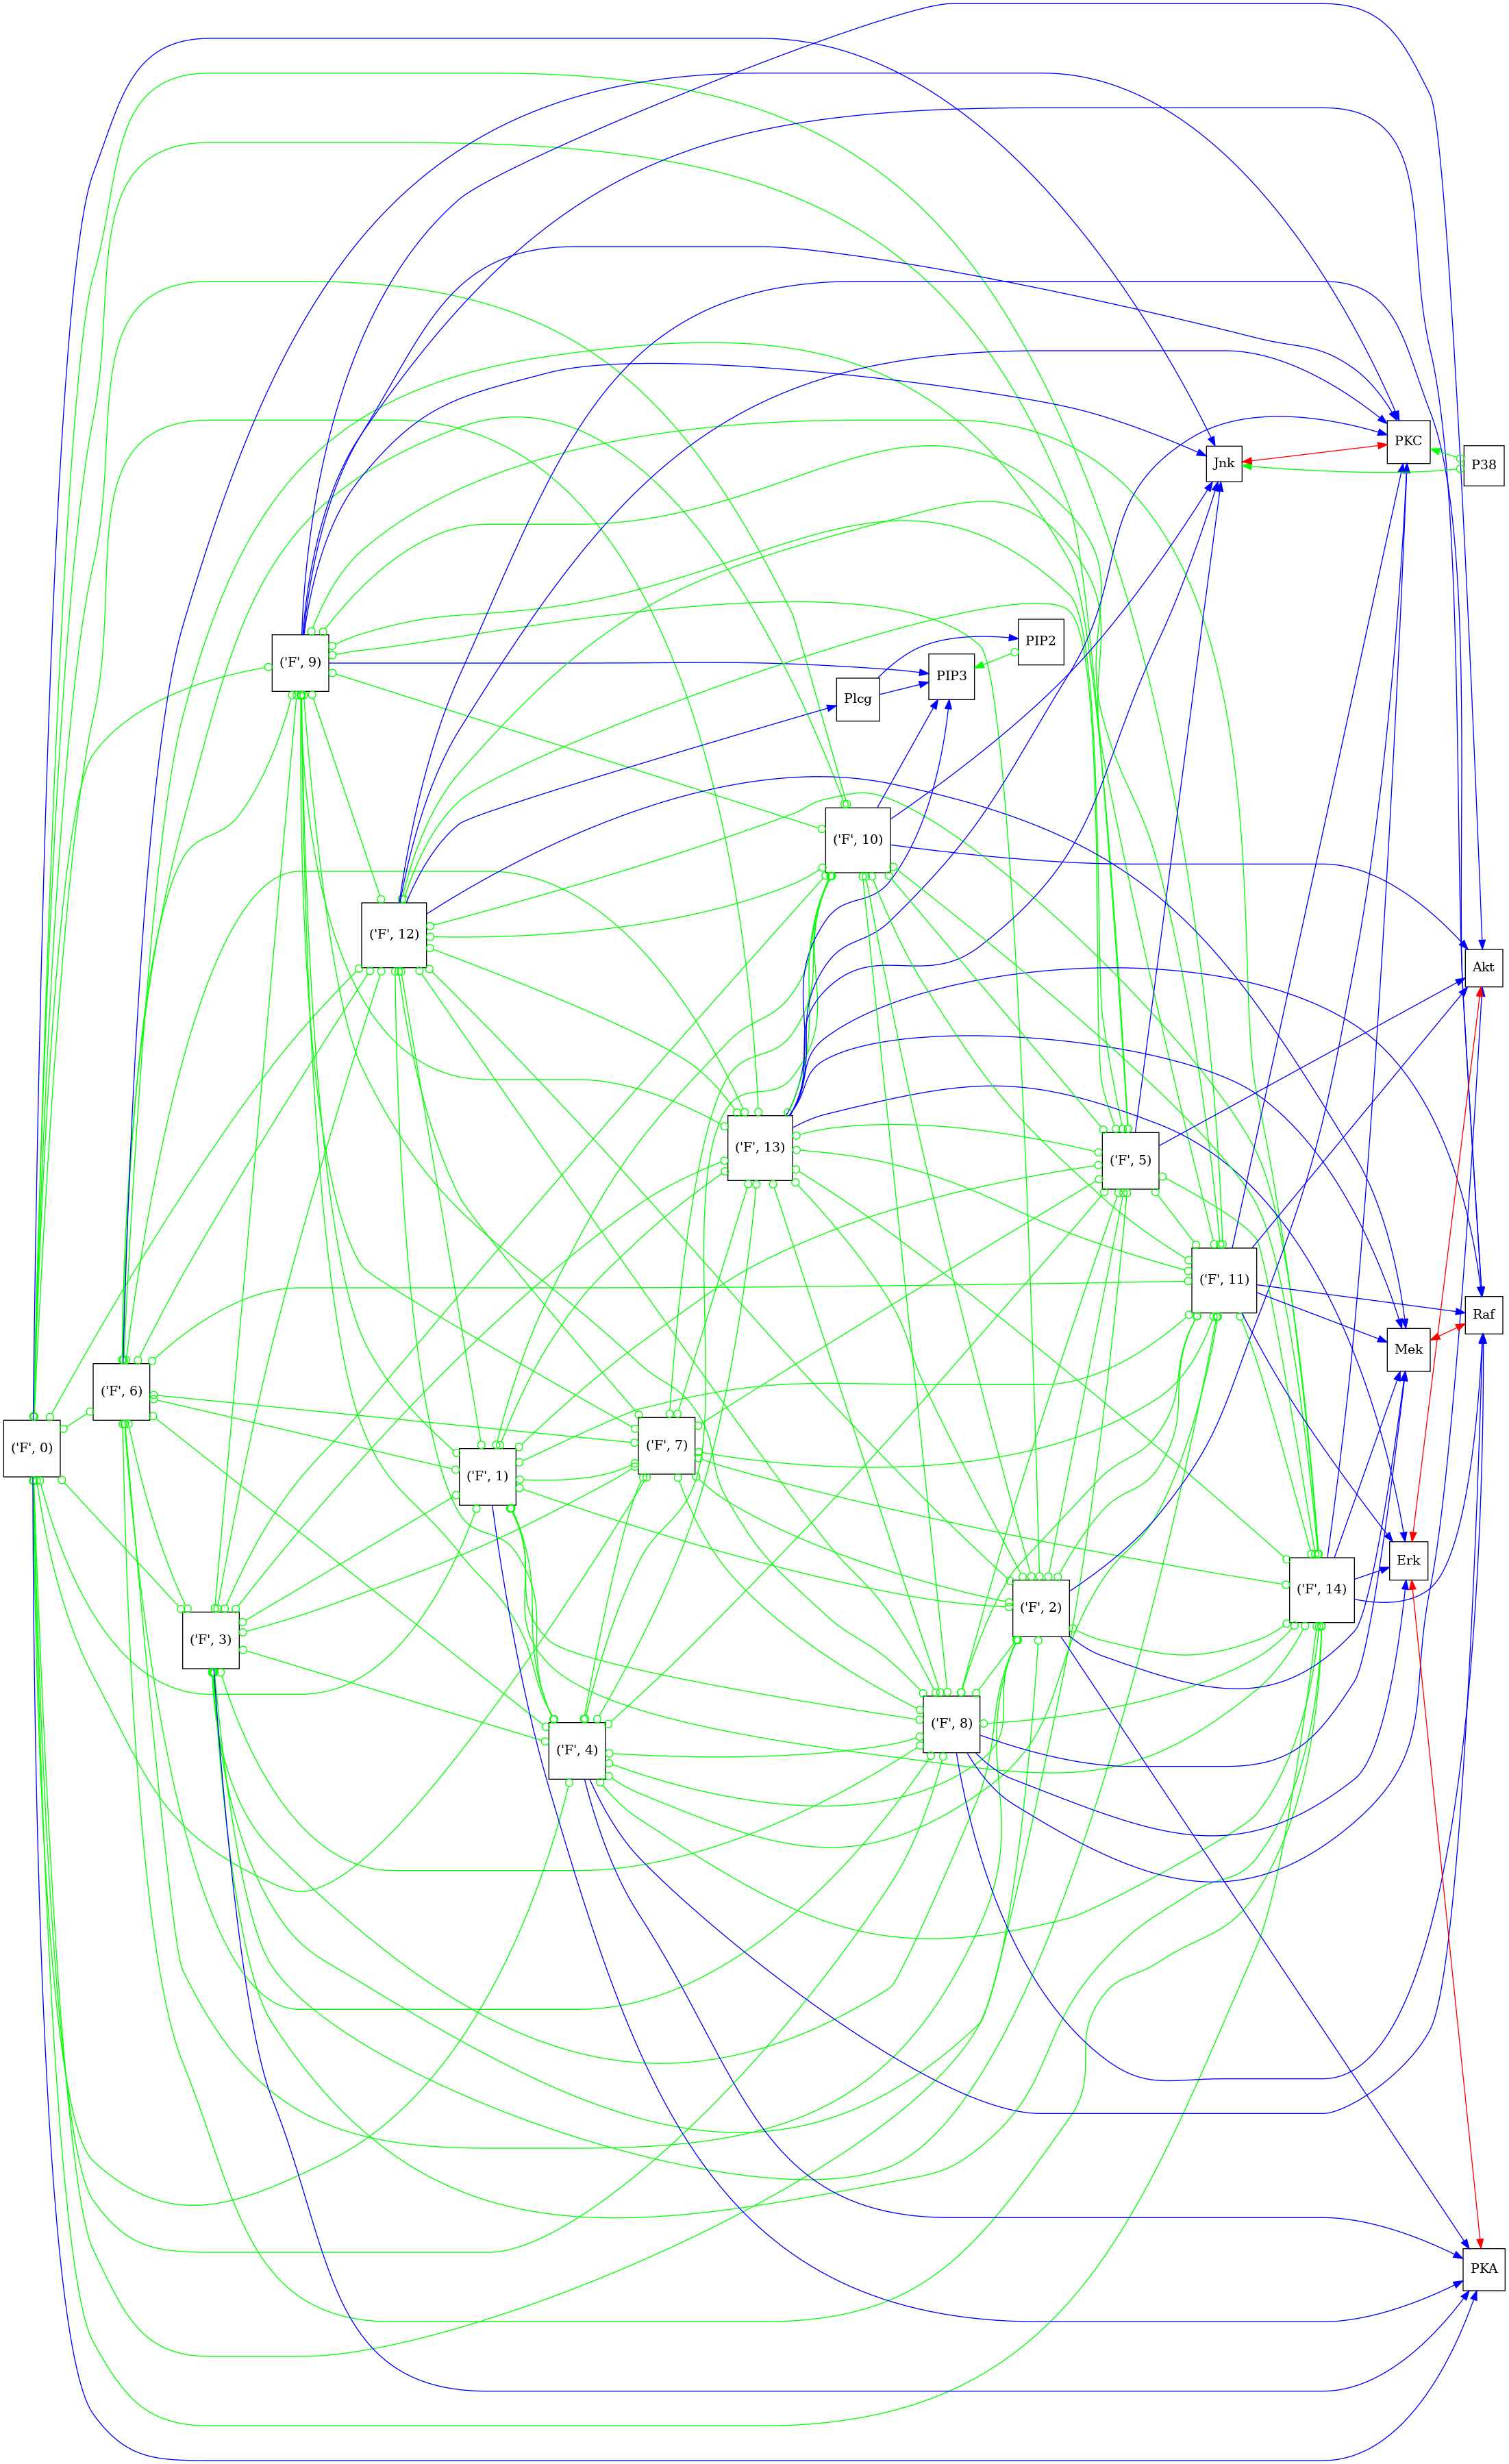 PKC
Jnk
P38
PIP2
('F', 9)
PIP3
Plcg
('F', 10)
('F', 12)
Akt
('F', 13)
('F', 5)
('F', 11)
Raf
Mek
('F', 6)
('F', 0)
('F', 7)
('F', 1)
Erk
('F', 14)
('F', 2)
('F', 3)
('F', 8)
('F', 4)
PKA